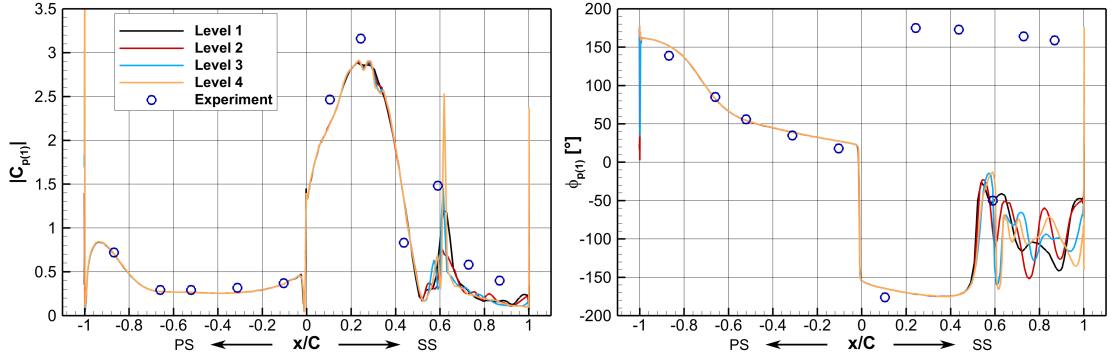 |C_p(1)|
3.5
3
2.5
2
1.5
1
0.5
0
Level 1
Level 2
Level 3
Level 4
Experiment
-1 -0.8 -0.6 -0.4 -0.2 0 0.2 0.4 0.6 0.8 1
PS x/C SS
ϕ_p(1) [°]
200
150
100
50
0
-50
-100
-150
-200
-1 -0.8 -0.6 -0.4 -0.2 0 0.2 0.4 0.6 0.8 1
PS x/C SS